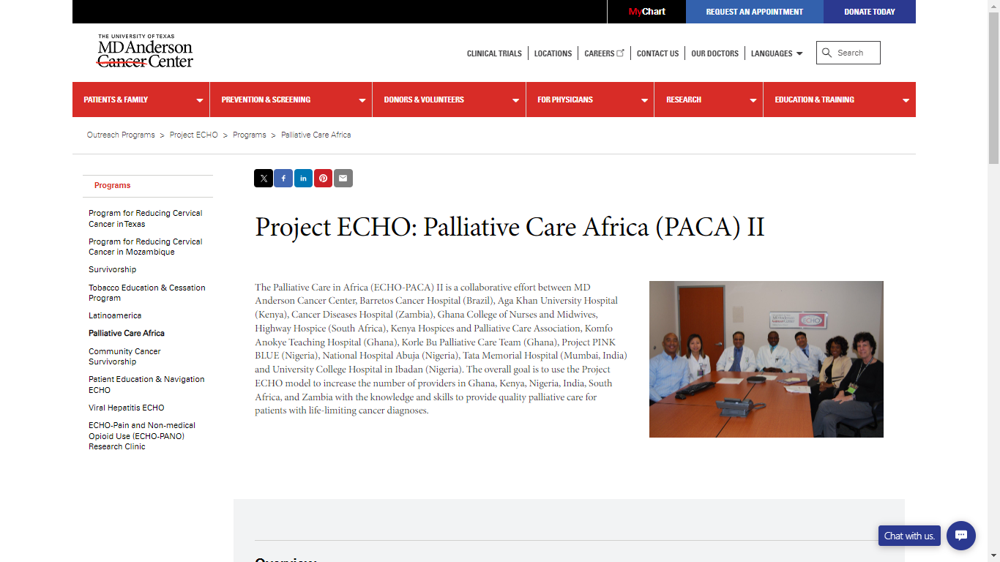 MyChart
REQUEST AN APPOINTMENT
DONATE TODAY
THE UNIVERSITY OF TEXAS
MD Anderson
Cancer Center
CLINICAL TRIALS
LOCATIONS
CAREERS
CONTACT US
OUR DOCTORS
LANGUAGES
Search
PATIENTS & FAMILY
PREVENTION & SCREENING
DONORS & VOLUNTEERS
FOR PHYSICIANS
RESEARCH
EDUCATION & TRAINING
Outreach Programs > Project ECHO > Programs > Palliative Care Africa
Programs
Program for Reducing Cervical
Cancer in Texas
Program for Reducing Cervical
Cancer in Mozambique
Survivorship
Tobacco Education & Cessation
Program
Latinoamerica
Palliative Care Africa
Community Cancer
Survivorship
Patient Education & Navigation
ECHO
Viral Hepatitis ECHO
ECHO-Pain and Non-medical
Opioid Use (ECHO-PANO)
Research Clinic
Project ECHO: Palliative Care Africa (PACA) II
The Palliative Care in Africa (ECHO-PACA) II is a collaborative effort between MD
Anderson Cancer Center, Barretos Cancer Hospital (Brazil), Aga Khan University Hospital
(Kenya), Cancer Diseases Hospital (Zambia), Ghana College of Nurses and Midwives,
Highway Hospice (South Africa), Kenya Hospices and Palliative Care Association, Komfo
Anokye Teaching Hospital (Ghana), Korle Bu Palliative Care Team (Ghana), Project PINK
BLUE (Nigeria), National Hospital Abuja (Nigeria), Tata Memorial Hospital (Mumbai, India)
and University College Hospital in Ibadan (Nigeria). The overall goal is to use the Project
ECHO model to increase the number of providers in Ghana, Kenya, Nigeria, India, South
Africa, and Zambia with the knowledge and skills to provide quality palliative care for
patients with life-limiting cancer diagnoses.
MD Anderson
Cancer Center
ECHO
Chat with us.
Overview